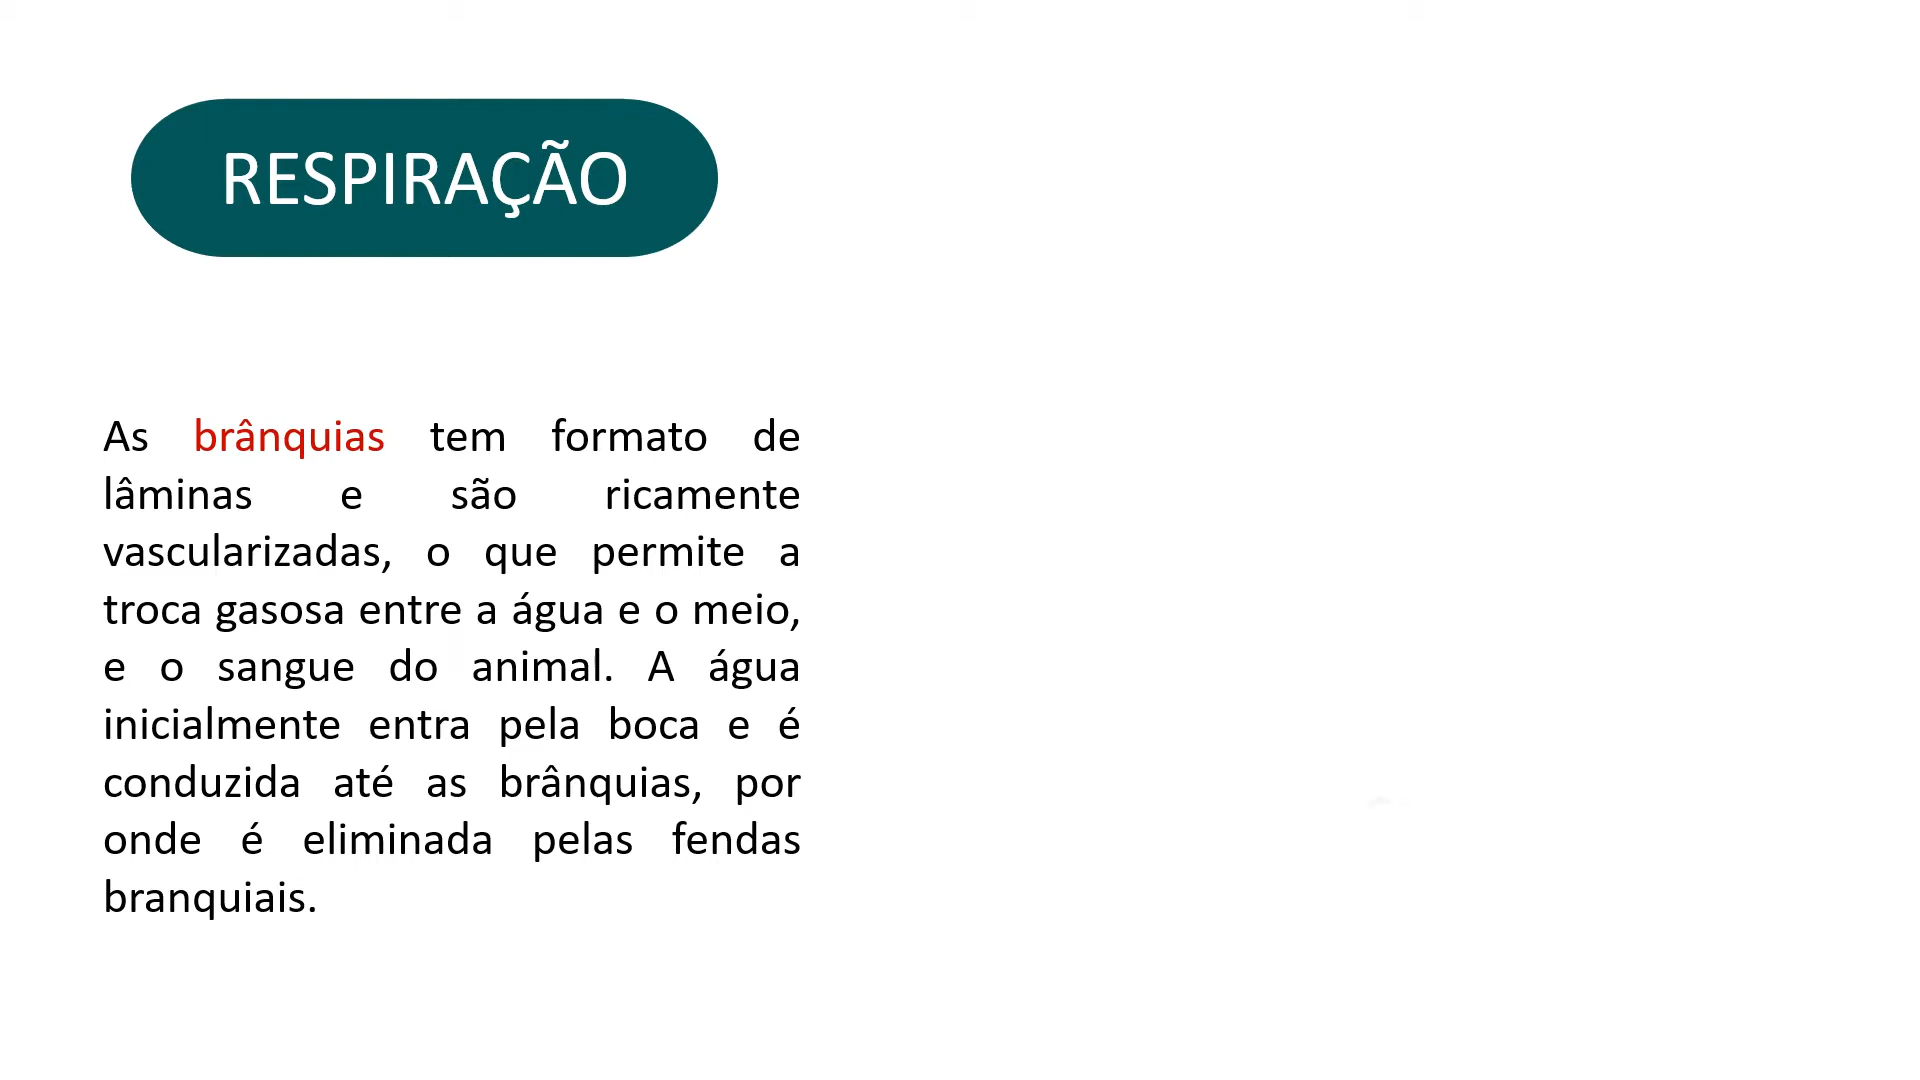 RESPIRAÇÃO
As brânquias tem formato de
lâminas e são ricamente
vascularizadas, o que permite a
troca gasosa entre a água e o meio,
e o sangue do animal. A água
inicialmente entra pela boca e é
conduzida até as brânquias, por
onde é eliminada pelas fendas
branquiais.